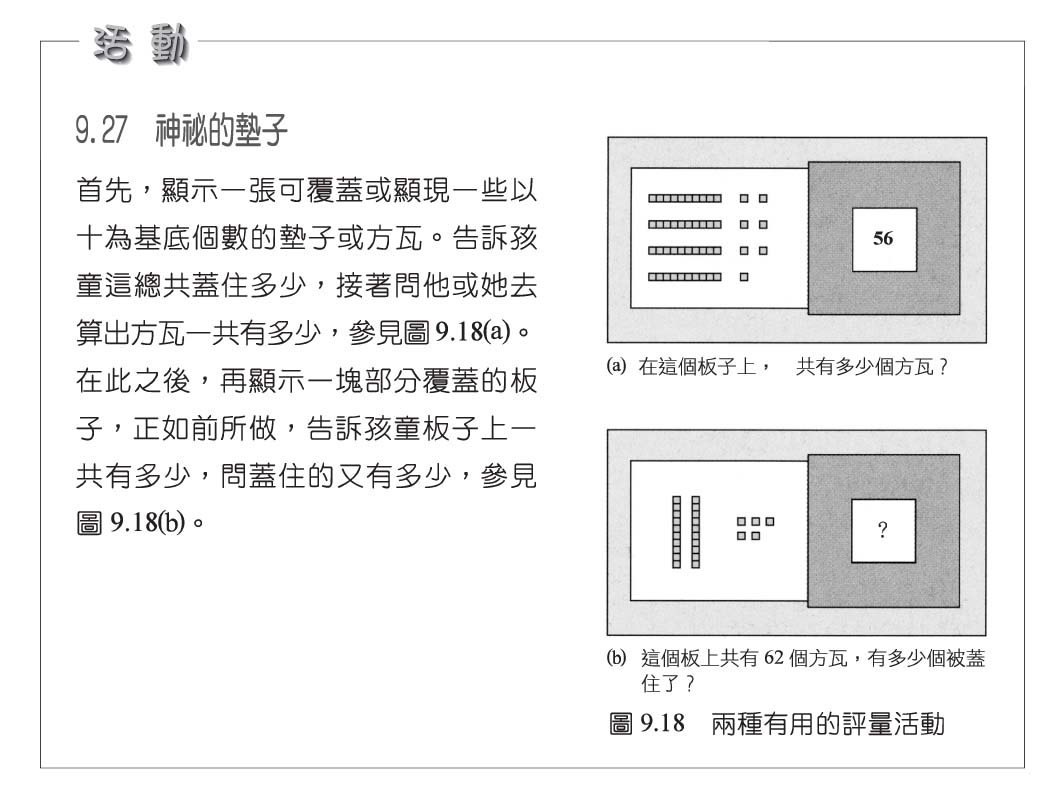 活動
9.27 神祕的墊子
首先，顯示一張可覆蓋或顯現一些以
十為基底個數的墊子或方瓦。告訴孩
童這總共蓋住多少，接著問他或她去
算出方瓦一共有多少，參見圖9.18(a)。
在此之後，再顯示一塊部分覆蓋的板
子，正如前所做，告訴孩童板子上一
共有多少，問蓋住的又有多少，參見
圖 9.18(b)。
56
(a) 在這個板子上， 共有多少個方瓦？
?
(b) 這個板上共有 62 個方瓦，有多少個被蓋
住了？
圖 9.18 兩種有用的評量活動